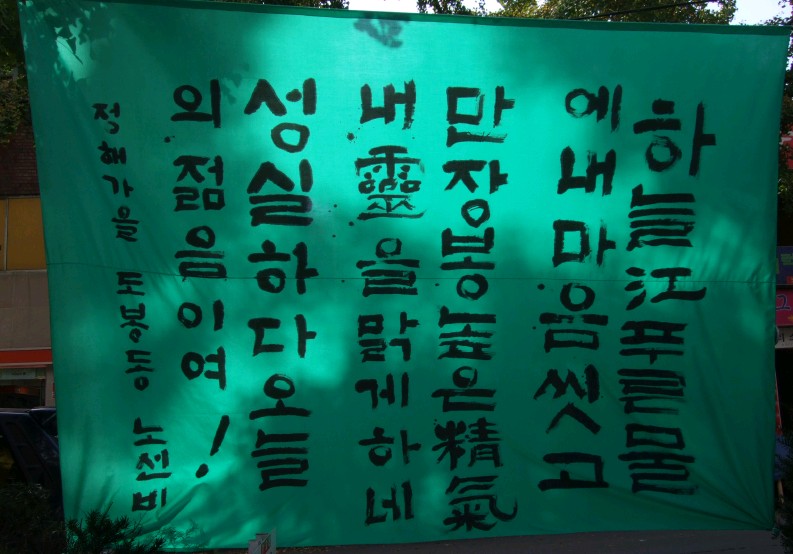 하늘江푸른물
에내마음씻고
만장봉높은精氣
내靈을맑게하네
성실하다오늘
의젊음이여!
정해가을 도봉동 노선비